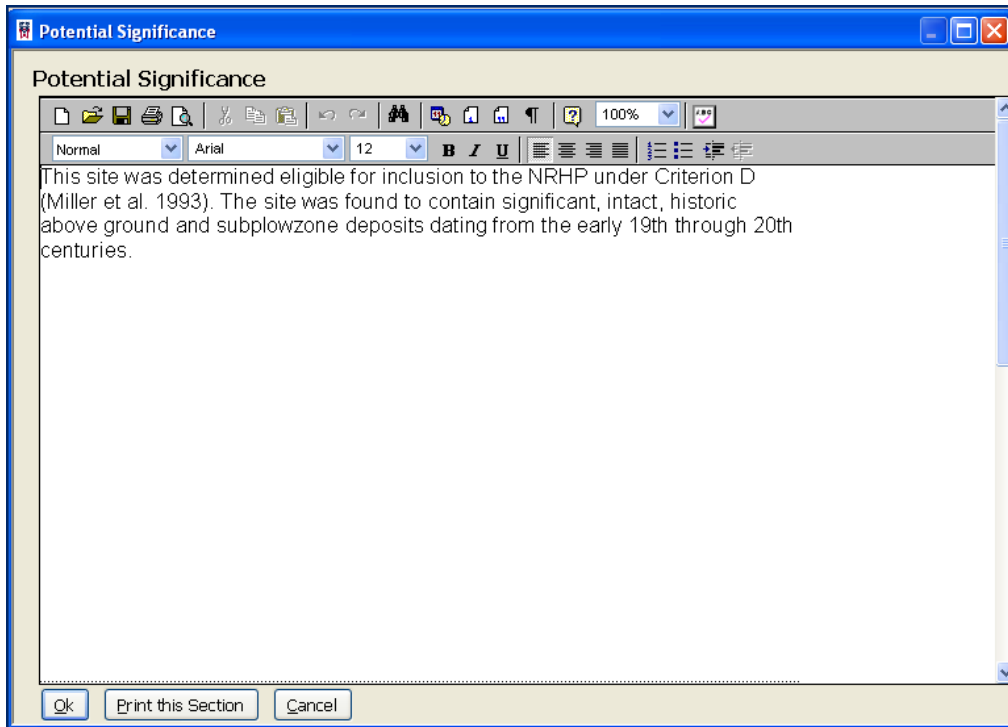 Potential Significance
Potential Significance
100%
ABC
Normal Arial 12 B I U
This site was determined eligible for inclusion to the NRHP under Criterion D
(Miller et al. 1993). The site was found to contain significant, intact, historic
above ground and subplowzone deposits dating from the early 19th through 20th
centuries.
Ok Print this Section Cancel